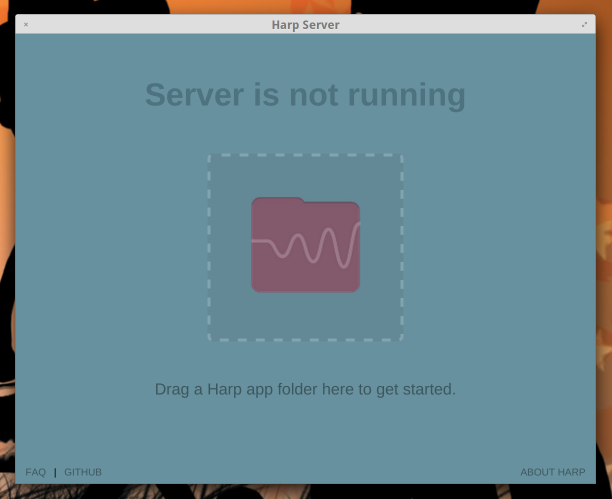 Harp Server
Server is not running
Drag a Harp app folder here to get started.
FAQ | GITHUB
ABOUT HARP